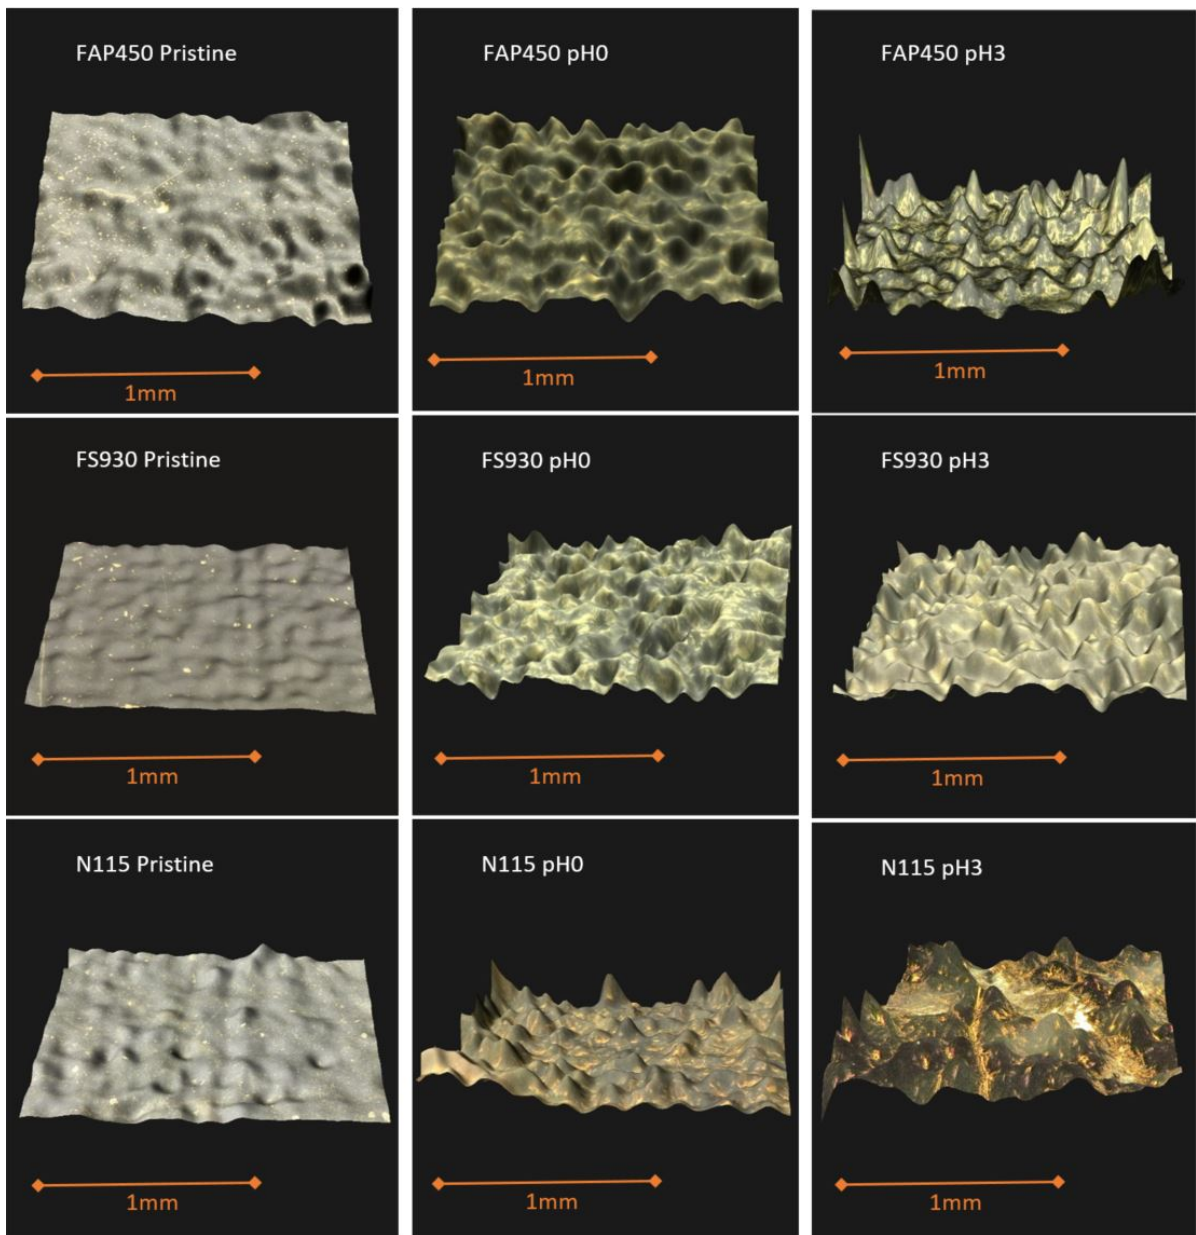 FAP450 Pristine
FAP450 pH0
FAP450 pH3
1mm
1mm
1mm
FS930 Pristine
FS930 pH0
FS930 pH3
1mm
1mm
1mm
N115 Pristine
N115 pH0
N115 pH3
1mm
1mm
1mm